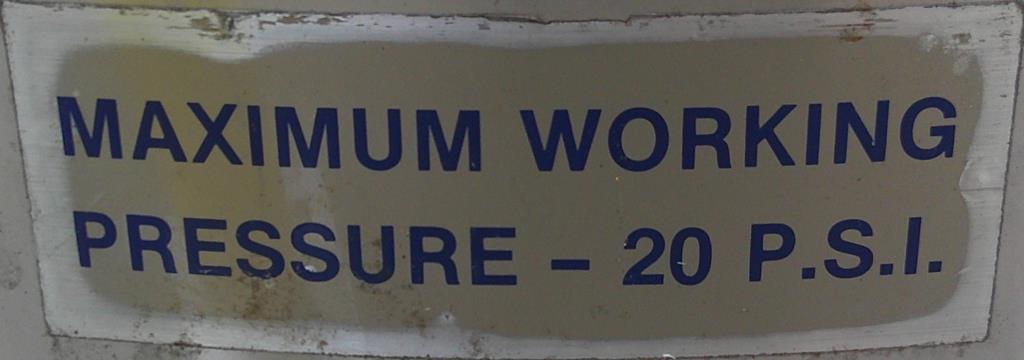 MAXIMUM WORKING
PRESSURE – 20 P.S.I.